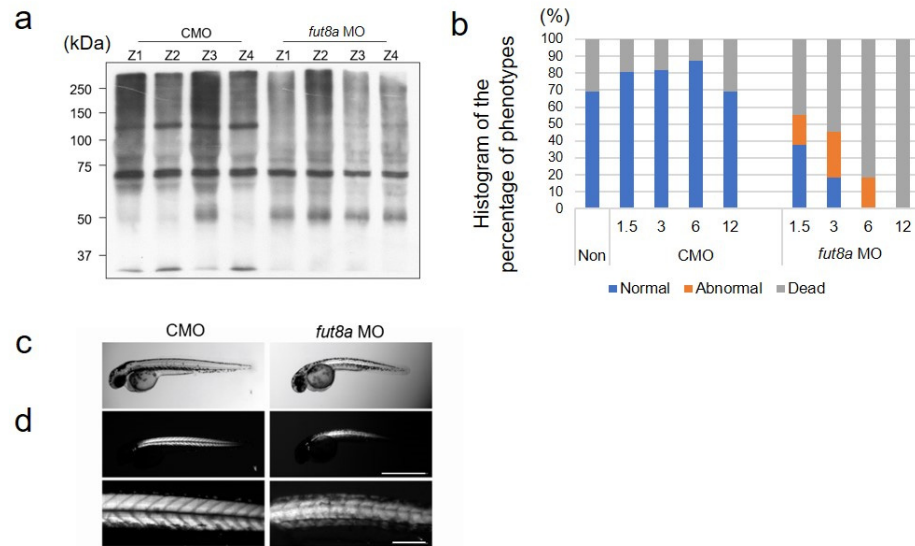 a
(kDa)
CMO
fut8a MO
Z1 Z2 Z3 Z4 Z1 Z2 Z3 Z4
250
150
100
75
50
37
b
(%)
Histogram of the
percentage of phenotypes
100
90
80
70
60
50
40
30
20
10
0
1.5 3 6 12 1.5 3 6 12
Non CMO fut8a MO
Normal Abnormal Dead
CMO fut8a MO
c
d